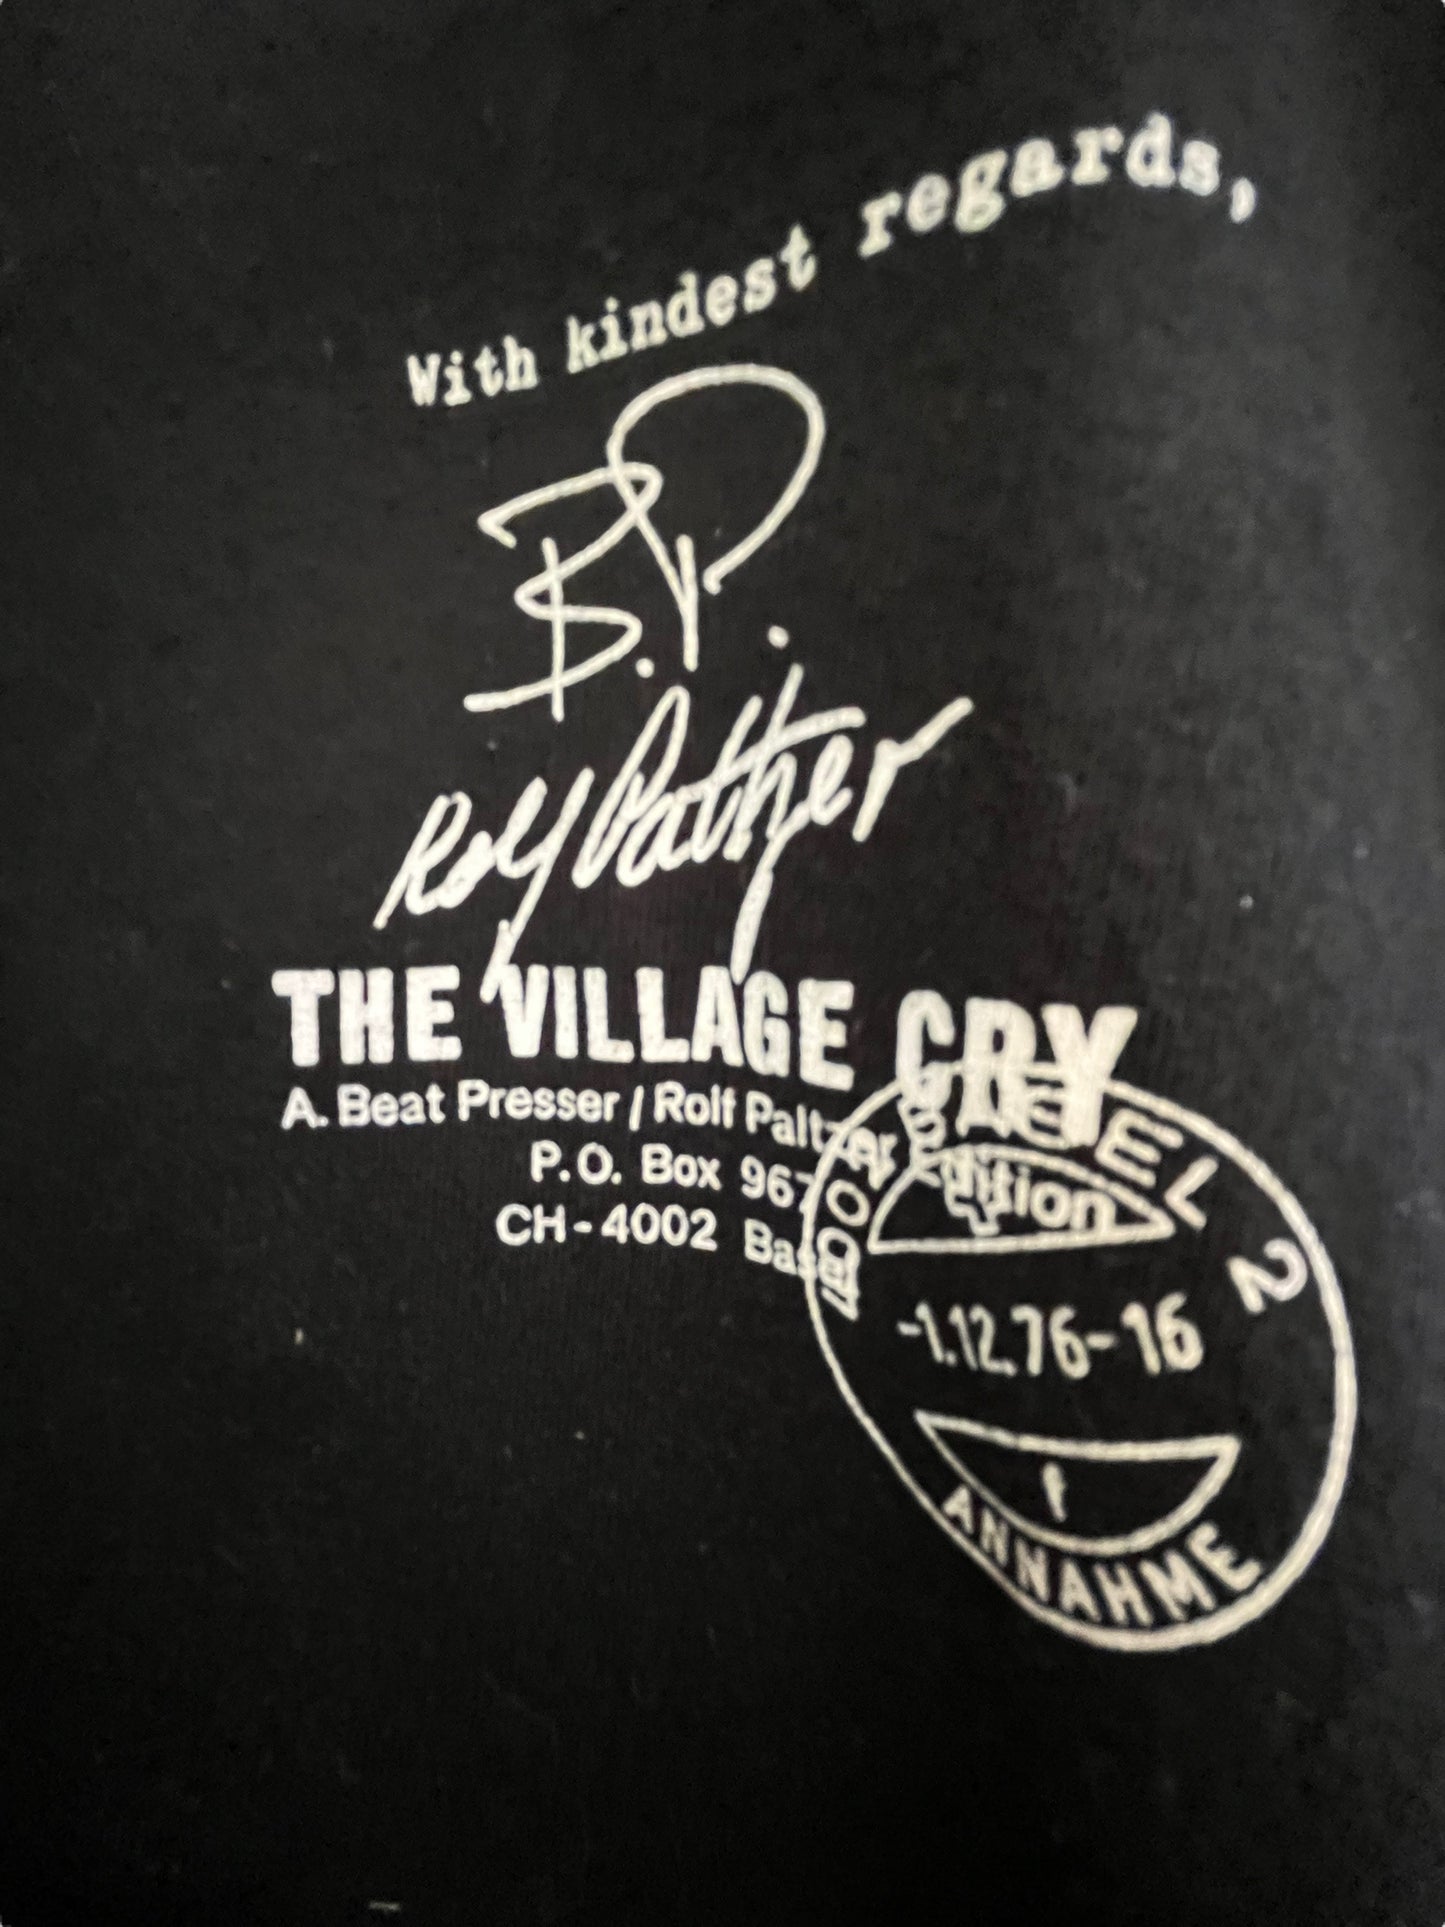 With kindest regards,
B.P.
Rolf Paltzer
THE VILLAGE CRY
A. Beat Presser / Rolf Paltzer Edition
P.O. Box 967
CH-4002 Basel
BASEL 2
-1.12.76-16
1
ANNAHME